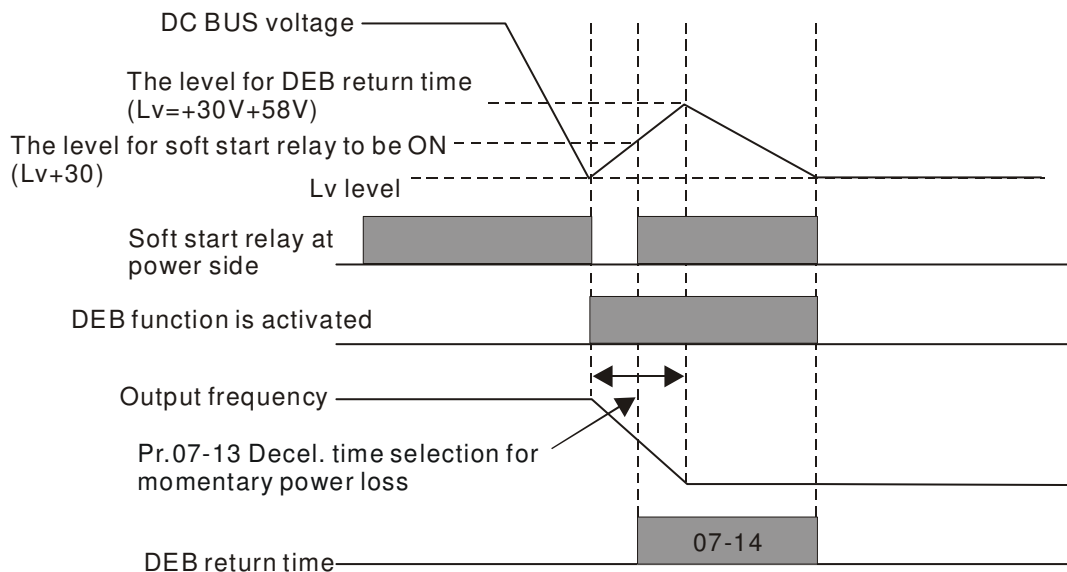 DC BUS voltage
The level for DEB return time
(Lv=+30V+58V)
The level for soft start relay to be ON
(Lv+30)
Lv level
Soft start relay at
power side
DEB function is activated
Output frequency
Pr.07-13 Decel. time selection for
momentary power loss
07-14
DEB return time